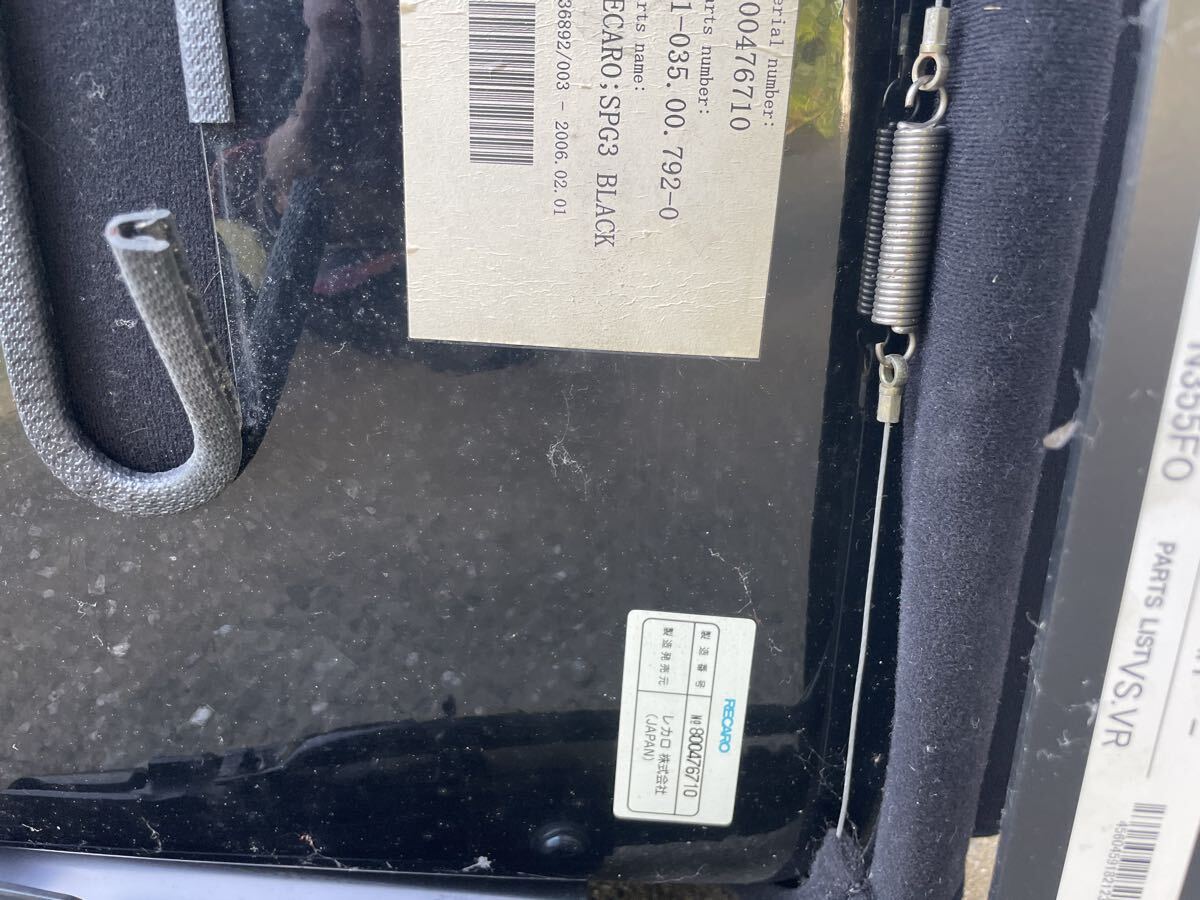 erial number:
00476710
arts number:
1-035.00.792-0
arts name:
ECARO;SPG3 BLACK
36892/003 - 2006.02.01
RECARO
製造番号 №800476710
製造発売元 レカロ 株式会社
(JAPAN)
N355FO
PARTS LIST/VS.VR
456045918212